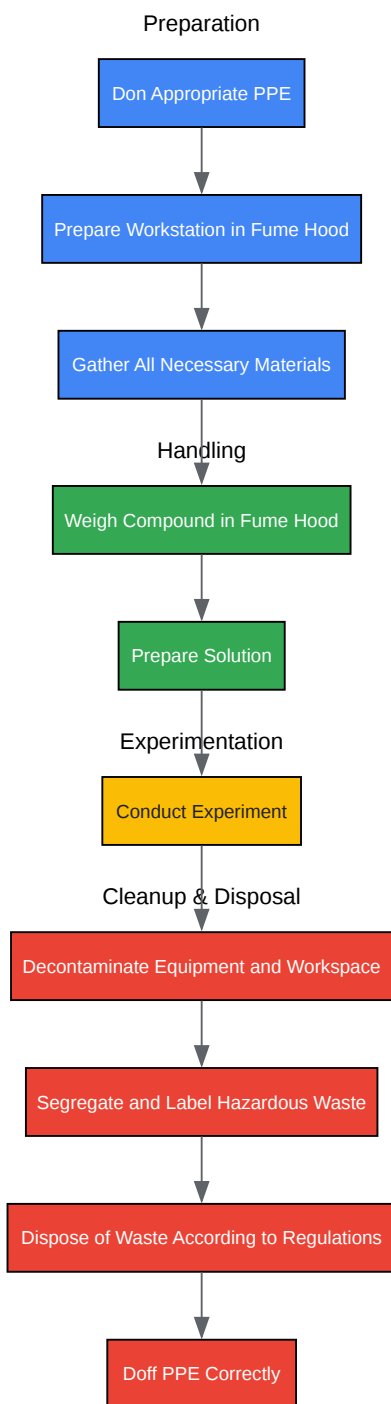 Preparation
Don Appropriate PPE
Prepare Workstation in Fume Hood
Gather All Necessary Materials
Handling
Weigh Compound in Fume Hood
Prepare Solution
Experimentation
Conduct Experiment
Cleanup & Disposal
Decontaminate Equipment and Workspace
Segregate and Label Hazardous Waste
Dispose of Waste According to Regulations
Doff PPE Correctly